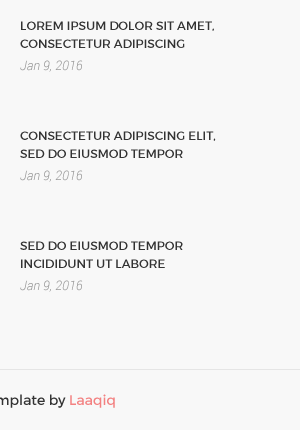 LOREM IPSUM DOLOR SIT AMET,
CONSECTETUR ADIPISCING
Jan 9, 2016
CONSECTETUR ADIPISCING ELIT,
SED DO EIUSMOD TEMPOR
Jan 9, 2016
SED DO EIUSMOD TEMPOR
INCIDIDUNT UT LABORE
Jan 9, 2016
mplate by Laaqiq